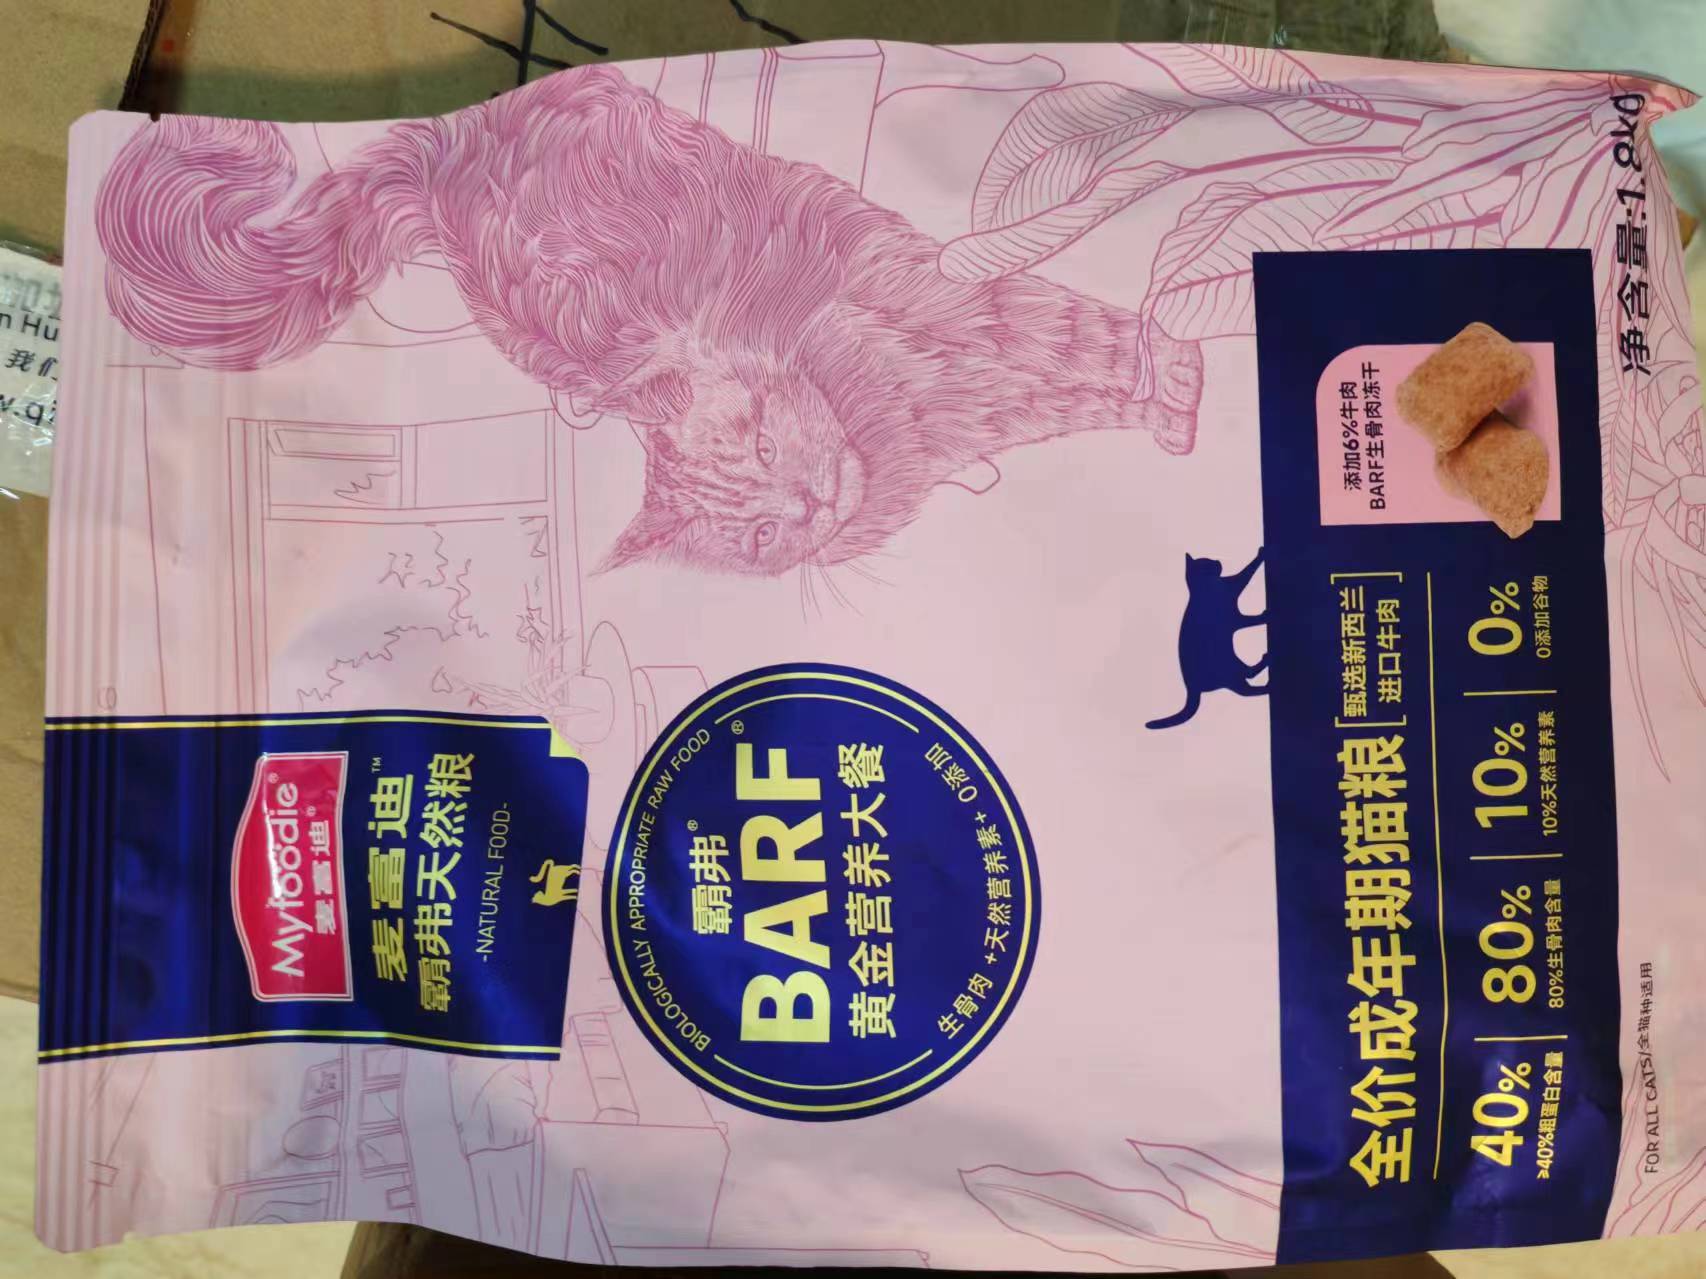 Myfoodie®
麦富迪®
麦富迪™
霸弗天然粮
-NATURAL FOOD-
BIOLOGICALLY APPROPRIATE RAW FOOD
霸弗®
BARF®
黄金营养大餐
生骨肉 +天然营养素+ 0添加
全价成年期猫粮
甄选新西兰
进口牛肉
添加6%牛肉
BARF生骨肉冻干
40%
≥40%粗蛋白含量
80%
80%生骨肉含量
10%
10%天然营养素
0%
0添加谷物
FOR ALL CATS/全猫种适用
净含量:1.8kg
n Hu
我们